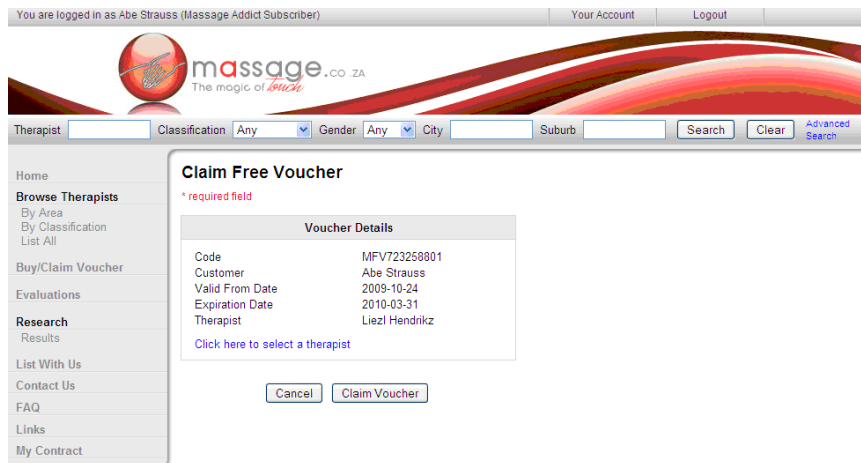 You are logged in as Abe Strauss (Massage Addict Subscriber) Your Account Logout
massage.co.za
The magic of touch
Therapist Classification Any Gender Any City Suburb Search Clear Advanced Search
Home
Browse Therapists
By Area
By Classification
List All
Buy/Claim Voucher
Evaluations
Research
Results
List With Us
Contact Us
FAQ
Links
My Contract
Claim Free Voucher
* required field
Voucher Details
Code MFV723258801
Customer Abe Strauss
Valid From Date 2009-10-24
Expiration Date 2010-03-31
Therapist Liezl Hendrikz
Click here to select a therapist
Cancel Claim Voucher